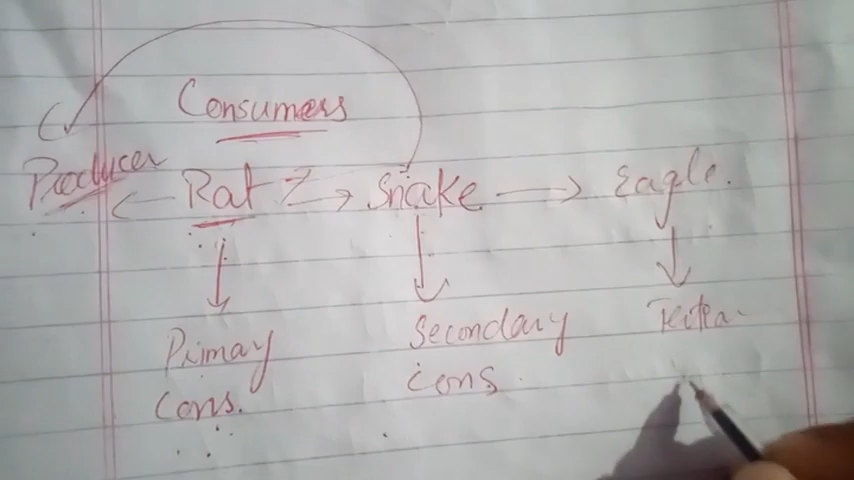 Consumers
Producer Rat → Snake → Eagle.
Primary Secondary
Cons. Cons.